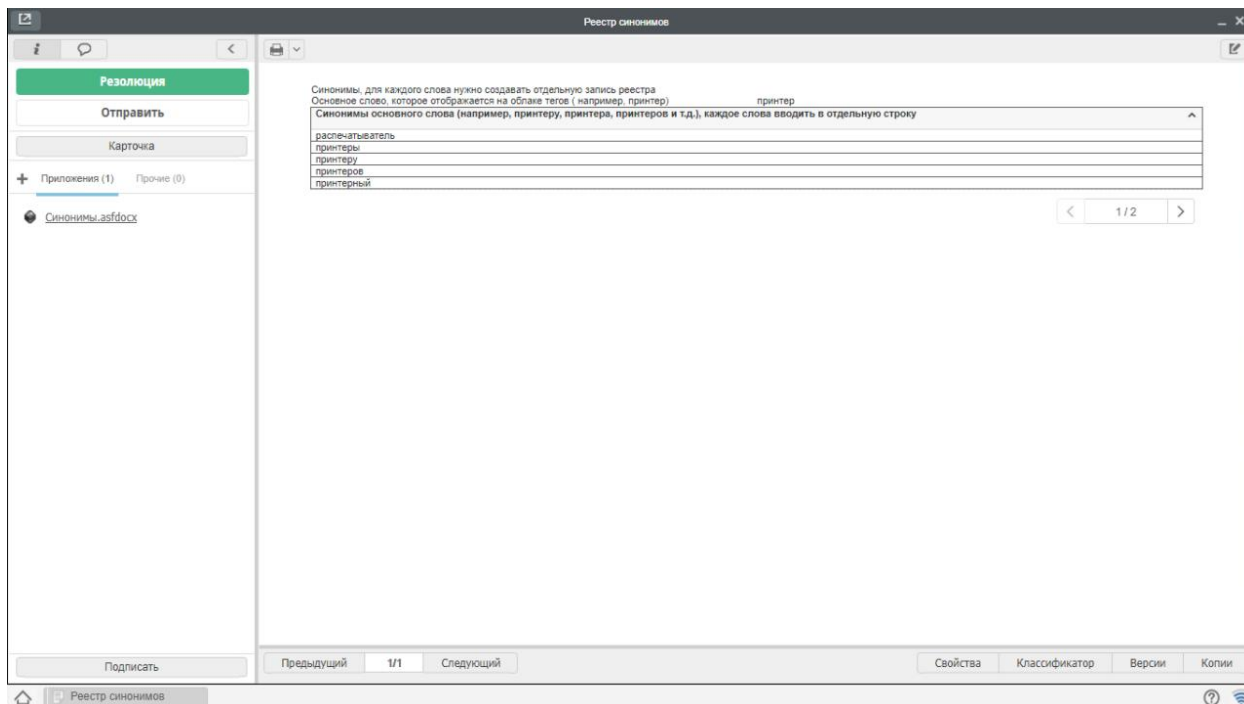 Реестр синонимов
Резолюция
Отправить
Карточка
Приложения (1) Прочие (0)
Синонимы.asfdocx
Подписать
Синонимы, для каждого слова нужно создавать отдельную запись реестра
Основное слово, которое отображается на облаке тегов ( например, принтер) принтер
Синонимы основного слова (например, принтеру, принтера, принтеров и т.д.), каждое слова вводить в отдельную строку
распечатыватель
принтеры
принтеру
принтеров
принтерный
1 / 2
Предыдущий 1/1 Следующий
Свойства Классификатор Версии Копии
Реестр синонимов